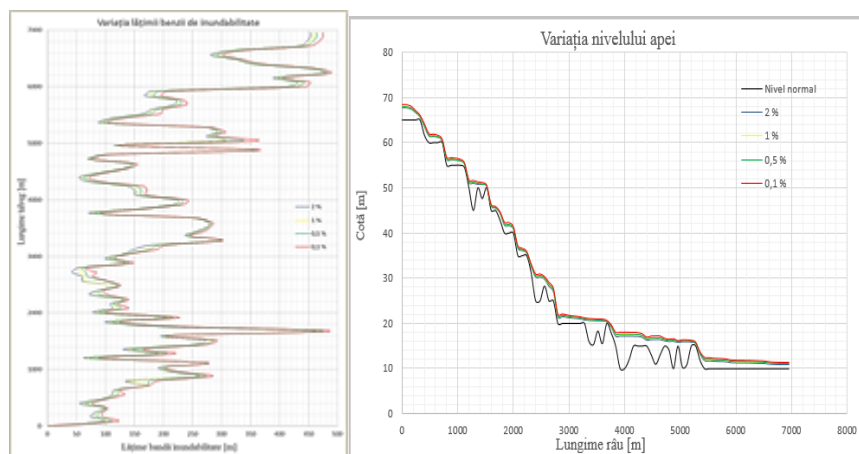 Variația lățimii benzii de inundabilitate
7000
6000
5000
4000
3000
2000
1000
0
Lungime talveg [m]
2 %
1 %
0,5 %
0,1 %
0 50 100 150 200 250 300 350 400 450 500
Lățime bandă inundabilitate [m]
Variația nivelului apei
80
70
60
50
40
30
20
10
0
Cotă [m]
Nivel normal
2 %
1 %
0,5 %
0,1 %
0 1000 2000 3000 4000 5000 6000 7000 8000
Lungime râu [m]